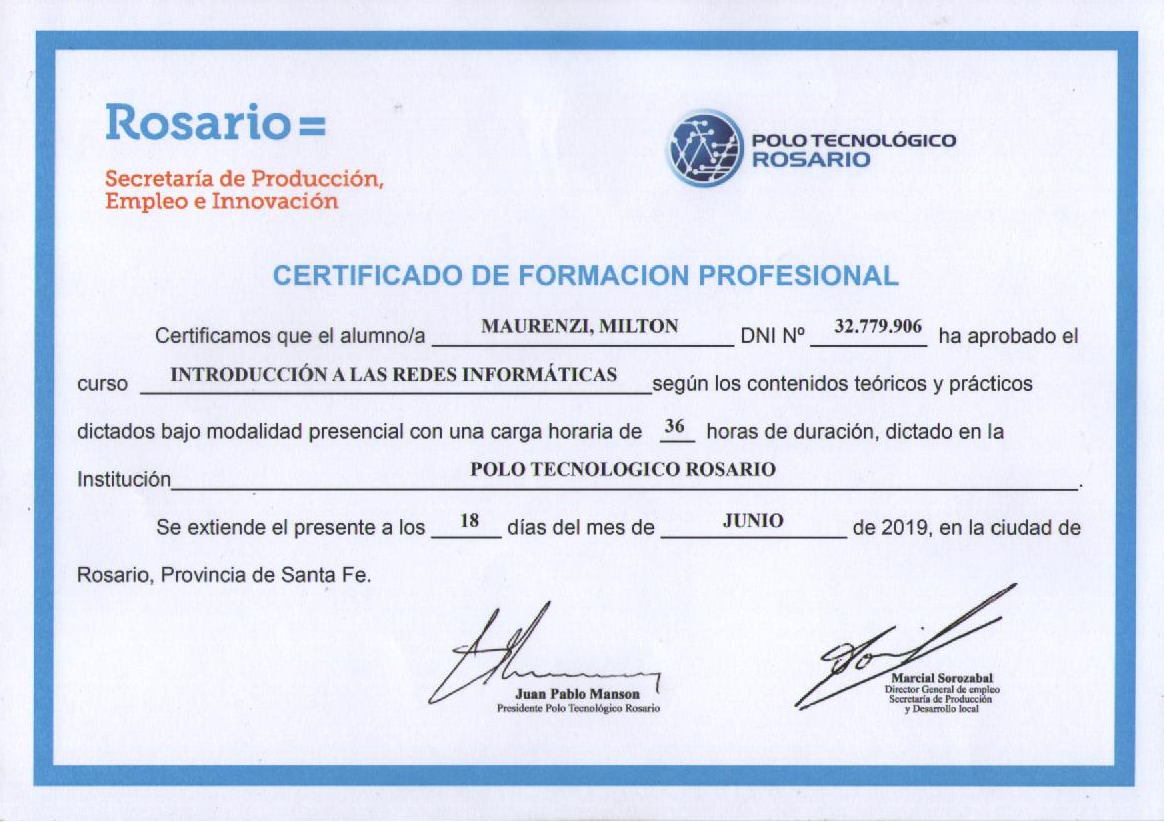 Rosario=
Secretaría de Producción,
Empleo e Innovación
POLO TECNOLÓGICO
ROSARIO
CERTIFICADO DE FORMACION PROFESIONAL
Certificamos que el alumno/a MAURENZI, MILTON DNI Nº 32.779.906 ha aprobado el
curso INTRODUCCIÓN A LAS REDES INFORMÁTICAS según los contenidos teóricos y prácticos
dictados bajo modalidad presencial con una carga horaria de 36 horas de duración, dictado en la
Institución POLO TECNOLOGICO ROSARIO.
Se extiende el presente a los 18 días del mes de JUNIO de 2019, en la ciudad de
Rosario, Provincia de Santa Fe.
Juan Pablo Manson
Presidente Polo Tecnológico Rosario
Marcial Sorozabal
Director General de empleo
Secretaría de Producción
y Desarrollo local